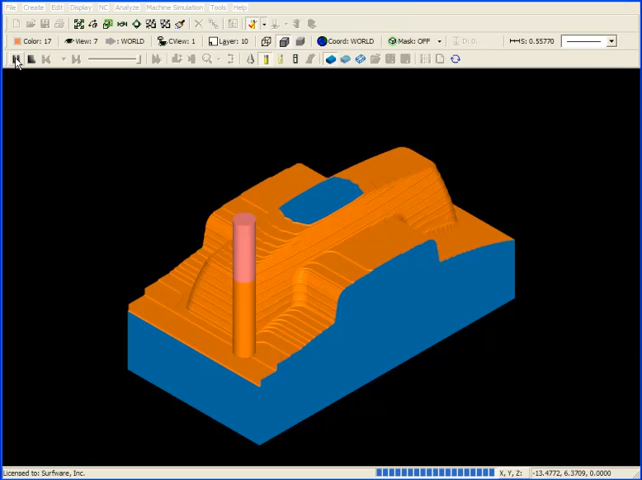 File Create Edit Display NC Analyze Machine Simulation Tools Help
Color: 17 View: 7 : WORLD CView: 1 Layer: 10 Coord: WORLD Mask: OFF D: 0. S: 0.55770
Licensed to: Surfware, Inc. X, Y, Z: -13.4772, 6.3709, 0.0000